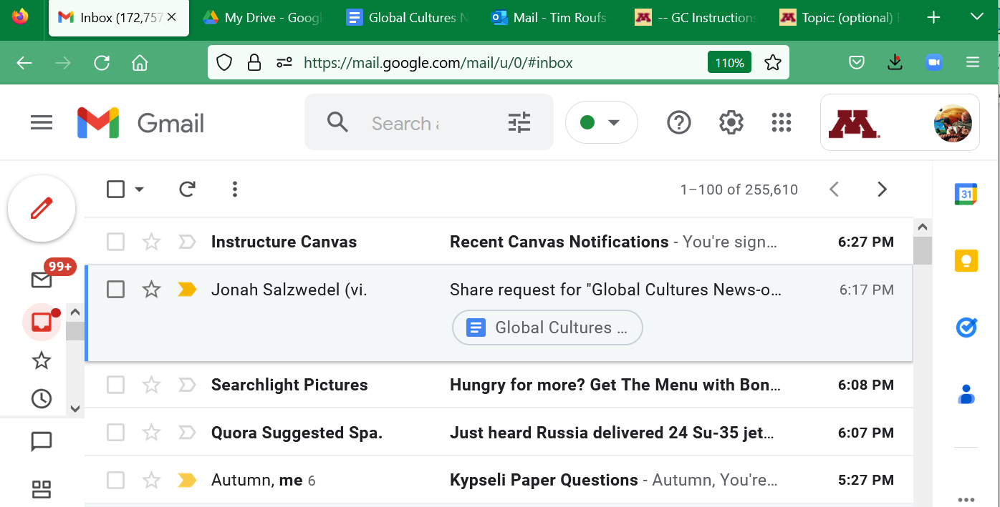 Inbox (172,757
My Drive - Googl
Global Cultures N
Mail - Tim Roufs
-- GC Instructions
Topic: (optional)
https://mail.google.com/mail/u/0/#inbox
110%
Gmail
Search a
M
1–100 of 255,610
31
Instructure Canvas Recent Canvas Notifications - You're sign… 6:27 PM
99+
Jonah Salzwedel (vi. Share request for "Global Cultures News-o… 6:17 PM
Global Cultures …
Searchlight Pictures Hungry for more? Get The Menu with Bon… 6:08 PM
Quora Suggested Spa. Just heard Russia delivered 24 Su-35 jet… 6:07 PM
Autumn, me 6 Kypseli Paper Questions - Autumn, You're… 5:27 PM